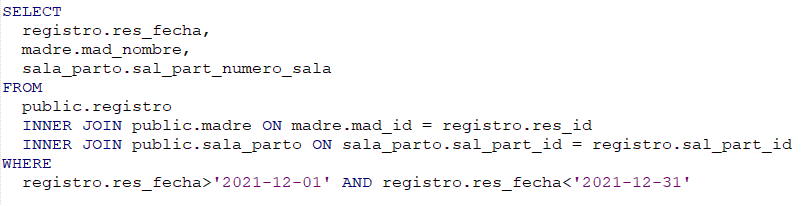 SELECT
registro.res_fecha,
madre.mad_nombre,
sala_parto.sal_part_numero_sala
FROM
public.registro
INNER JOIN public.madre ON madre.mad_id = registro.res_id
INNER JOIN public.sala_parto ON sala_parto.sal_part_id = registro.sal_part_id
WHERE
registro.res_fecha>'2021-12-01' AND registro.res_fecha<'2021-12-31'